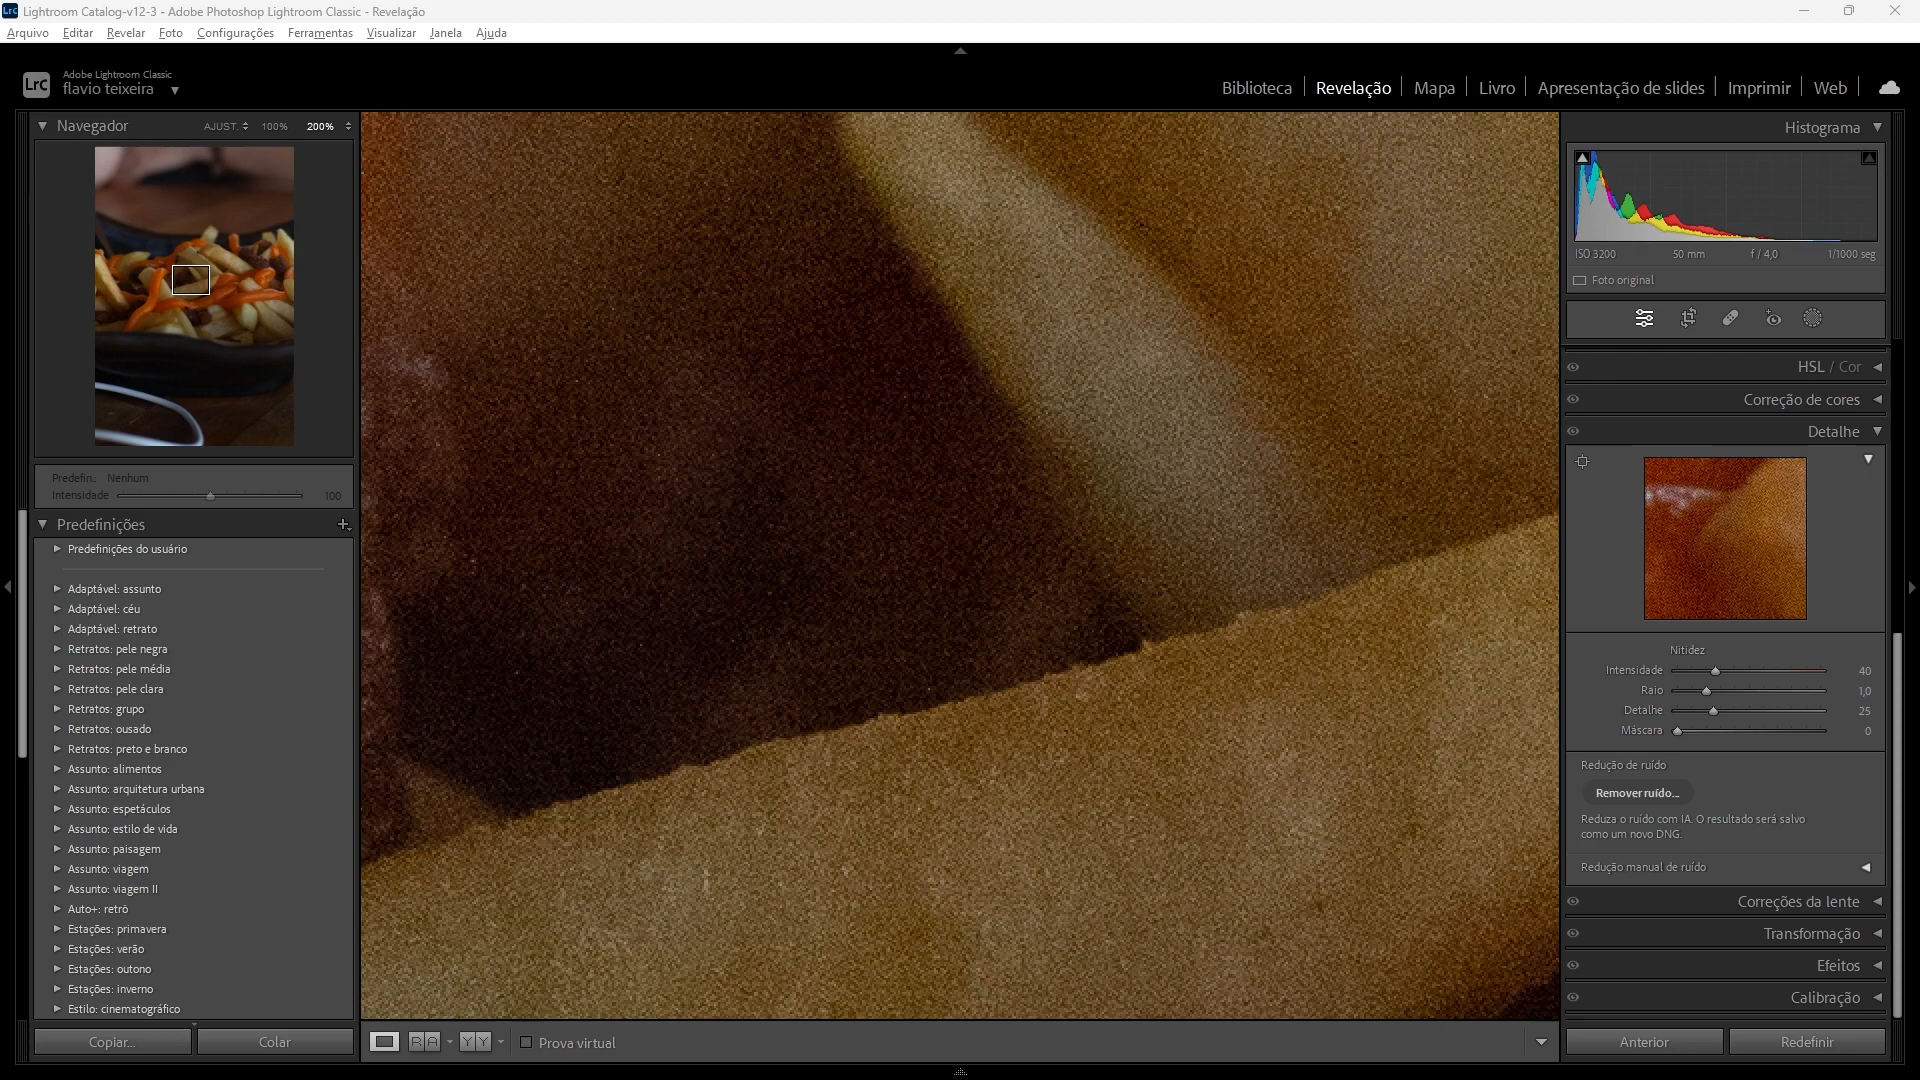 Lightroom Catalog-v12-3 - Adobe Photoshop Lightroom Classic - Revelação
Arquivo Editar Revelar Foto Configurações Ferramentas Visualizar Janela Ajuda
LrC
Adobe Lightroom Classic
flavio teixeira
Biblioteca Revelação Mapa Livro Apresentação de slides Imprimir Web
Navegador AJUST. 100% 200%
Predefin.: Nenhum
Intensidade 100
Predefinições
Predefinições do usuário
Adaptável: assunto
Adaptável: céu
Adaptável: retrato
Retratos: pele negra
Retratos: pele média
Retratos: pele clara
Retratos: grupo
Retratos: ousado
Retratos: preto e branco
Assunto: alimentos
Assunto: arquitetura urbana
Assunto: espetáculos
Assunto: estilo de vida
Assunto: paisagem
Assunto: viagem
Assunto: viagem II
Auto+: retrô
Estações: primavera
Estações: verão
Estações: outono
Estações: inverno
Estilo: cinematográfico
Copiar... Colar
R A Y Y Prova virtual
Histograma
ISO 3200 50 mm f / 4,0 1/1000 seg
Foto original
HSL / Cor
Correção de cores
Detalhe
Nitidez
Intensidade 40
Raio 1,0
Detalhe 25
Máscara 0
Redução de ruído
Remover ruído...
Reduza o ruído com IA. O resultado será salvo
como um novo DNG.
Redução manual de ruído
Correções da lente
Transformação
Efeitos
Calibração
Anterior Redefinir